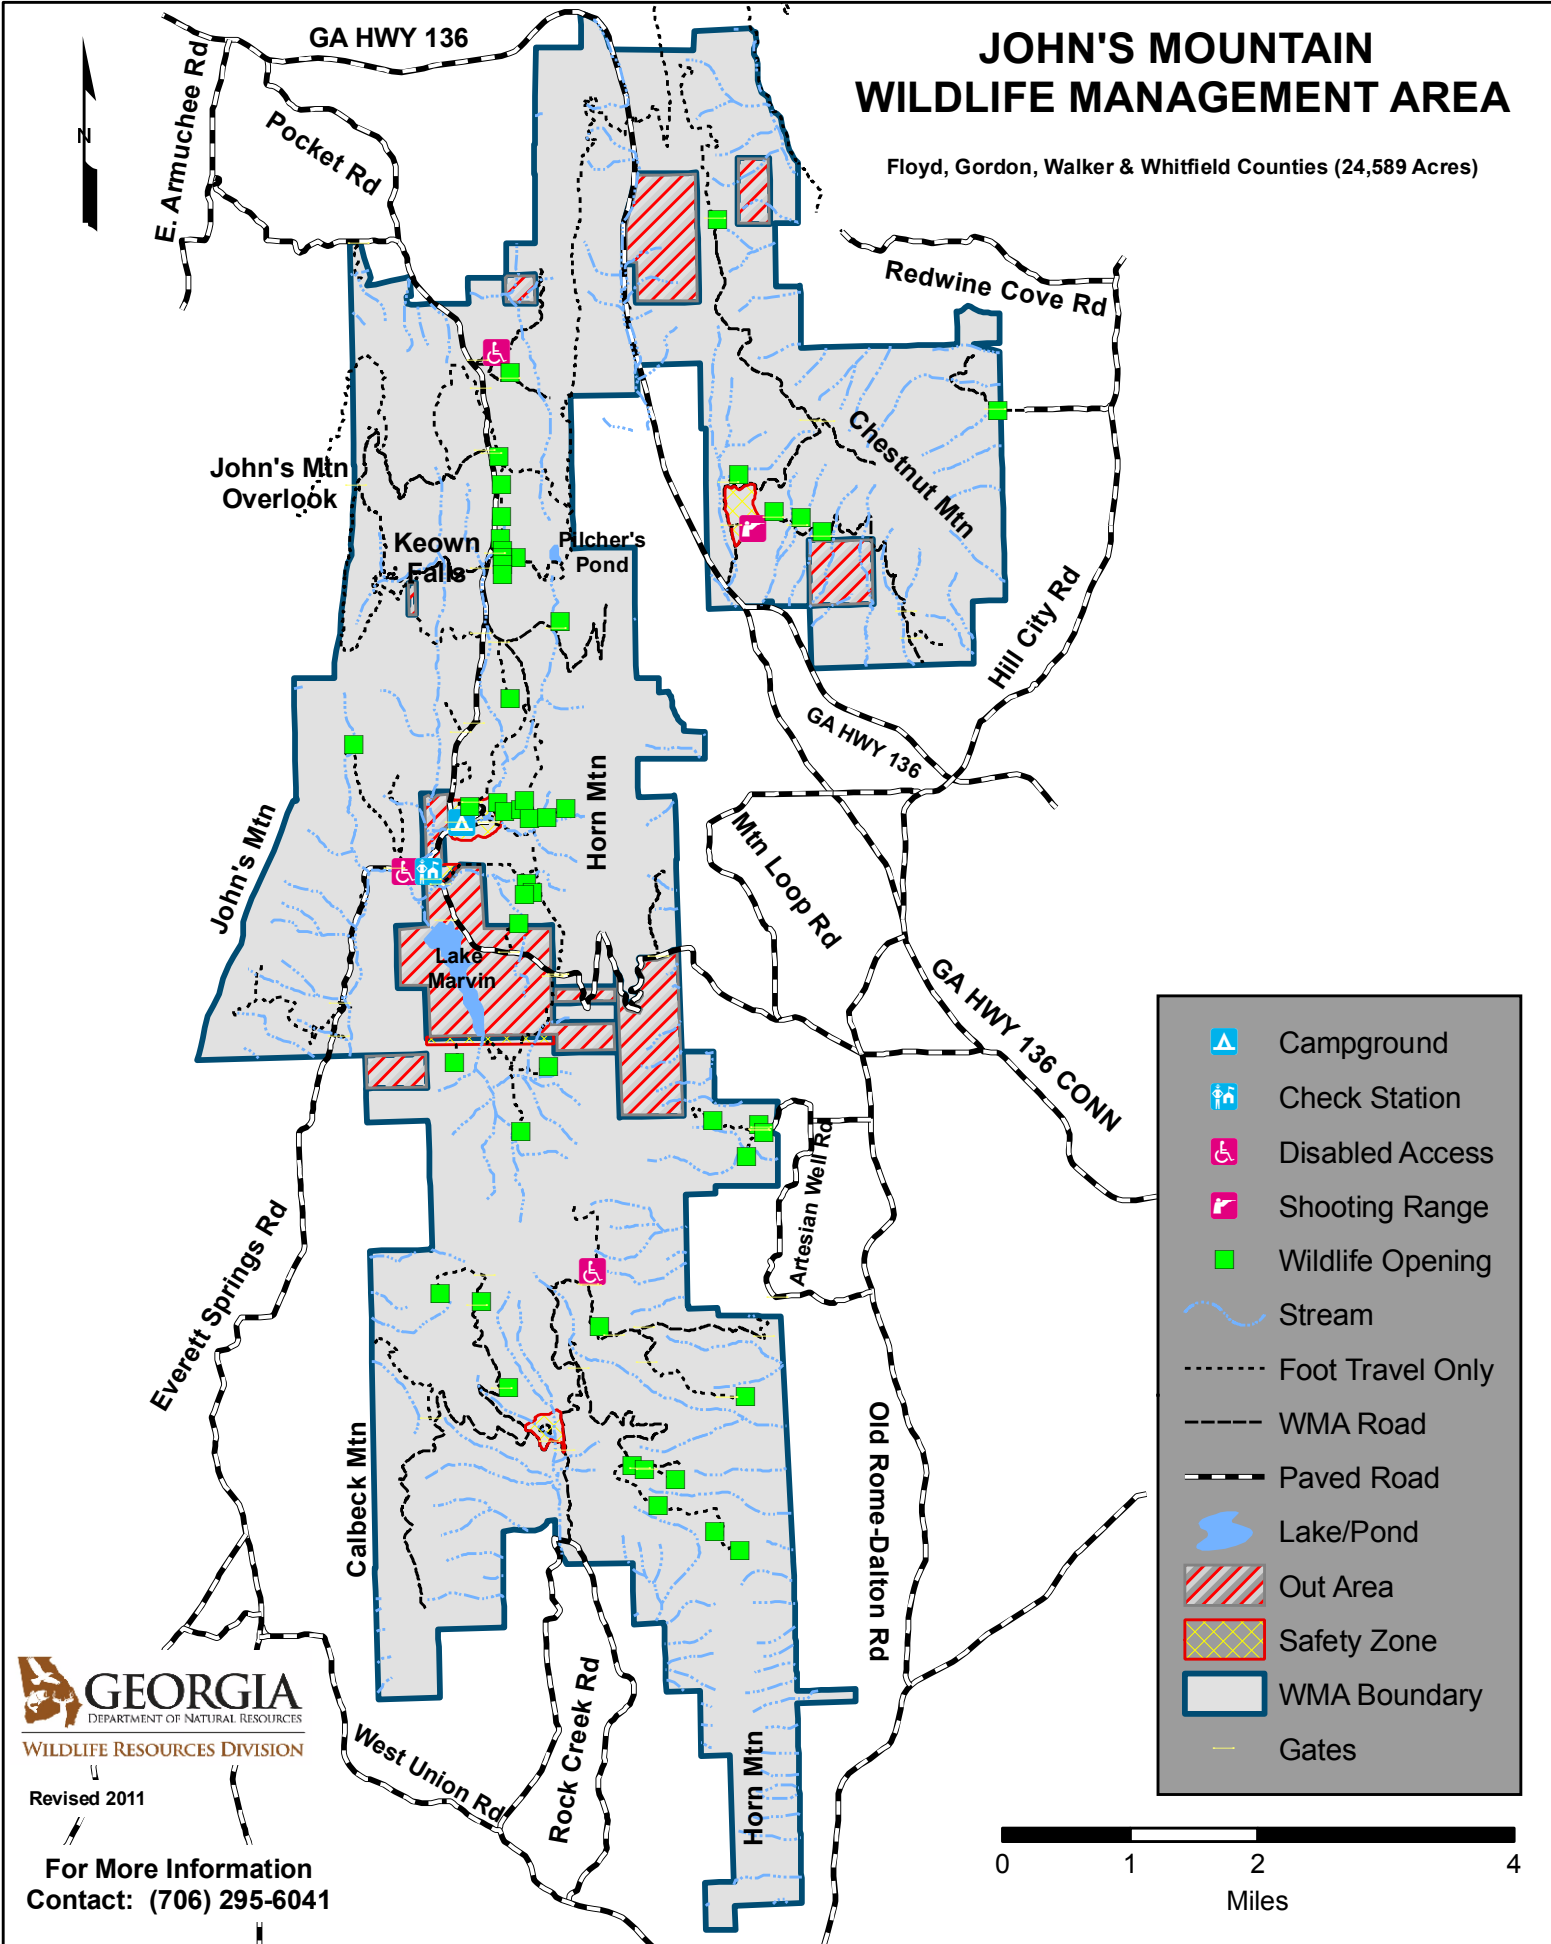 JOHN'S MOUNTAIN
WILDLIFE MANAGEMENT AREA
Floyd, Gordon, Walker & Whitfield Counties (24,589 Acres)
GA HWY 136
E. Armuchee Rd
Pocket Rd
N
Redwine Cove Rd
Chestnut Mtn
John's Mtn
Overlook
Keown
Falls
Pilcher's
Pond
Hill City Rd
GA HWY 136
Horn Mtn
John's Mtn
Mtn Loop Rd
Lake
Marvin
GA HWY 136 CONN
Artesian Well Rd
Everett Springs Rd
Calbeck Mtn
Old Rome-Dalton Rd
Rock Creek Rd
West Union Rd
Horn Mtn
Campground
Check Station
Disabled Access
Shooting Range
Wildlife Opening
Stream
Foot Travel Only
WMA Road
Paved Road
Lake/Pond
Out Area
Safety Zone
WMA Boundary
Gates
GEORGIA
DEPARTMENT OF NATURAL RESOURCES
WILDLIFE RESOURCES DIVISION
Revised 2011
For More Information
Contact: (706) 295-6041
0 1 2 4
Miles